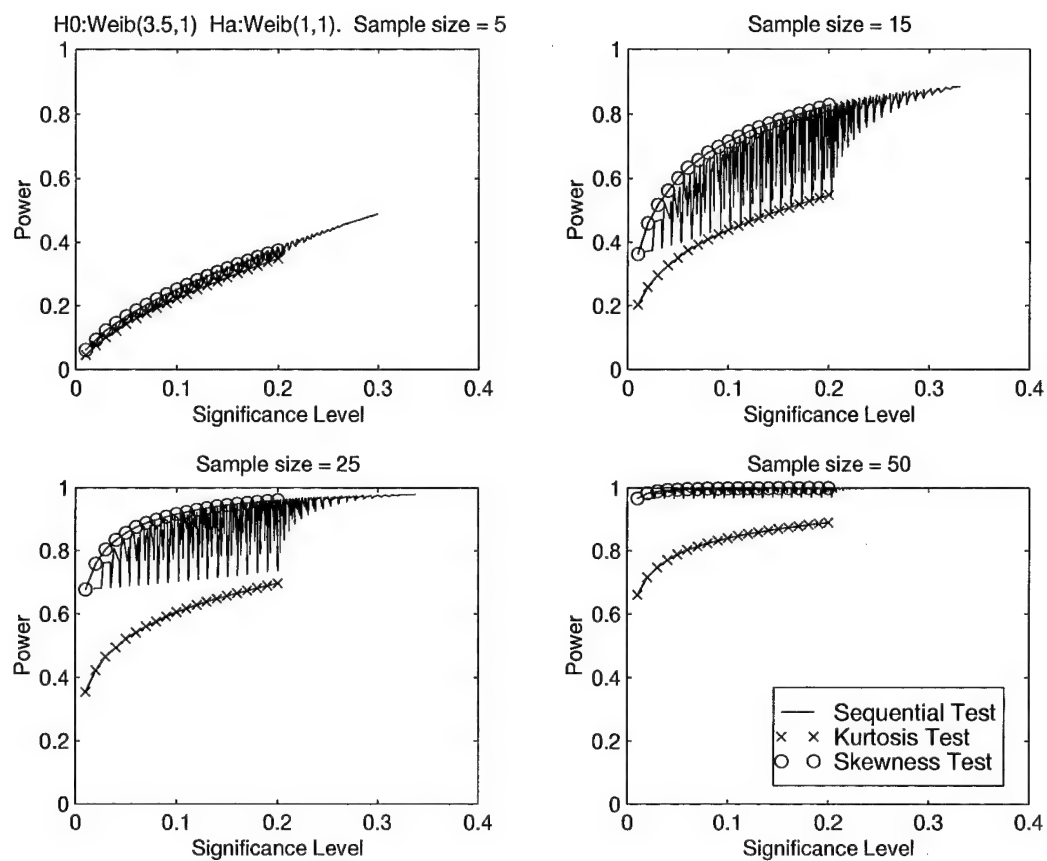 H0:Weib(3.5,1) Ha:Weib(1,1). Sample size = 5
1
0.8
0.6
0.4
0.2
0
Power
0 0.1 0.2 0.3 0.4
Significance Level
Sample size = 15
1
0.8
0.6
0.4
0.2
0
Power
0 0.1 0.2 0.3 0.4
Significance Level
Sample size = 25
1
0.8
0.6
0.4
0.2
0
Power
0 0.1 0.2 0.3 0.4
Significance Level
Sample size = 50
1
0.8
0.6
0.4
0.2
0
Power
Sequential Test
Kurtosis Test
Skewness Test
0 0.1 0.2 0.3 0.4
Significance Level